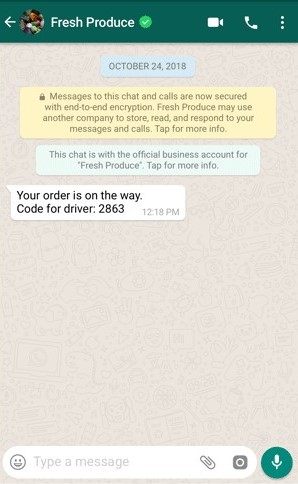 Fresh Produce
OCTOBER 24, 2018
Messages to this chat and calls are now secured
with end-to-end encryption. Fresh Produce may use
another company to store, read, and respond to
your messages and calls. Tap for more info.
This chat is with the official business account for
"Fresh Produce". Tap for more info.
Your order is on the way.
Code for driver: 2863
12:18 PM
Type a message